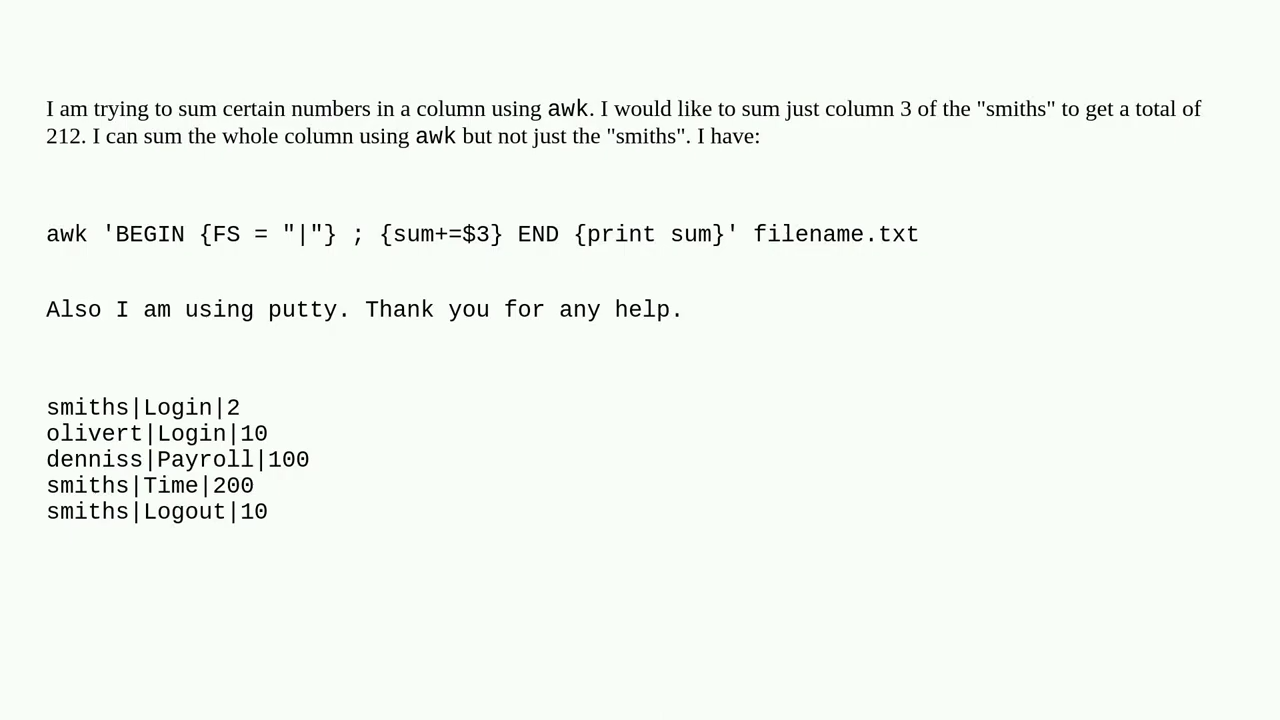 I am trying to sum certain numbers in a column using awk. I would like to sum just column 3 of the "smiths" to get a total of
212. I can sum the whole column using awk but not just the "smiths". I have:
awk 'BEGIN {FS = "|"} ; {sum+=$3} END {print sum}' filename.txt
Also I am using putty. Thank you for any help.
smiths|Login|2
olivert|Login|10
denniss|Payroll|100
smiths|Time|200
smiths|Logout|10